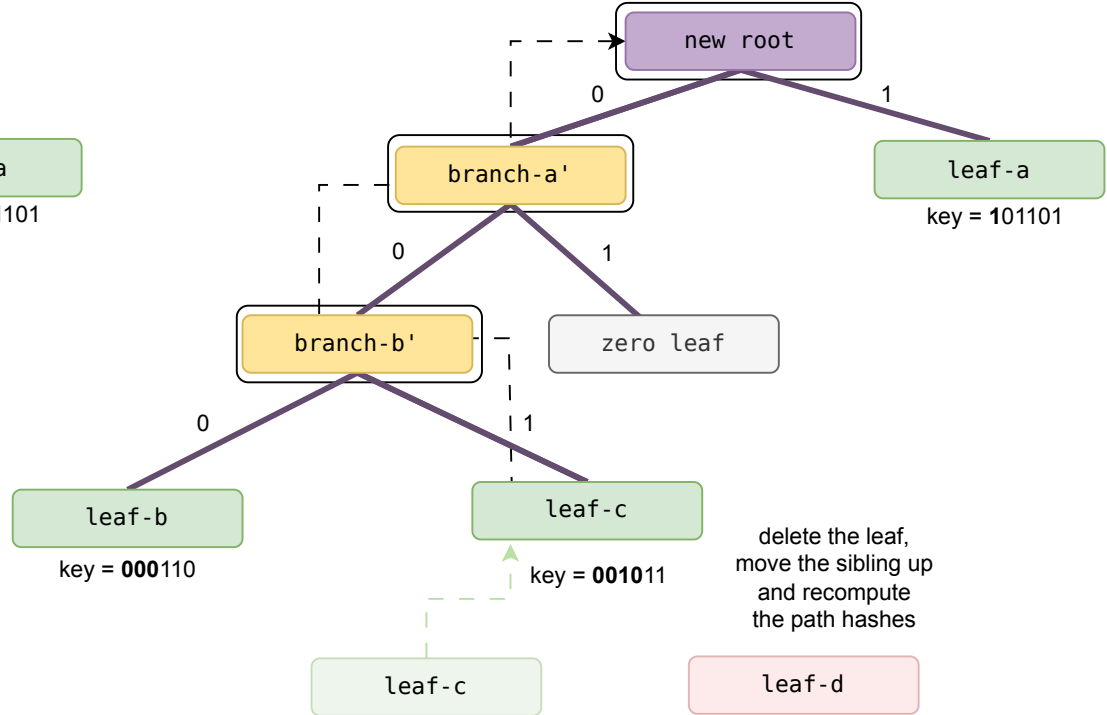 new root
0
1
a
branch-a'
leaf-a
101
key = 101101
0
1
branch-b'
zero leaf
0
1
leaf-b
leaf-c
key = 000110
key = 001011
delete the leaf,
move the sibling up
and recompute
the path hashes
leaf-c
leaf-d